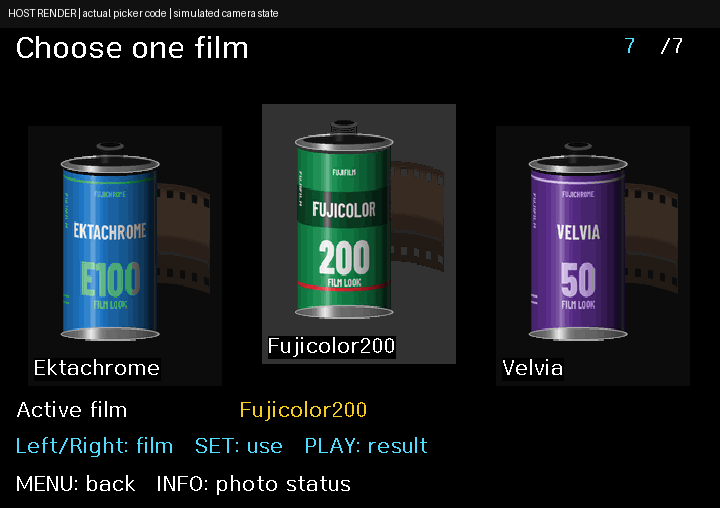 HOST RENDER | actual picker code | simulated camera state
Choose one film
7 /7
FUJICHROME
EKTACHROME
E100
FILM LOOK
Ektachrome
FUJIFILM
FUJICOLOR
200
FILM LOOK
Fujicolor200
FUJICHROME
VELVIA
50
FILM LOOK
Velvia
Active film Fujicolor200
Left/Right: film SET: use PLAY: result
MENU: back INFO: photo status